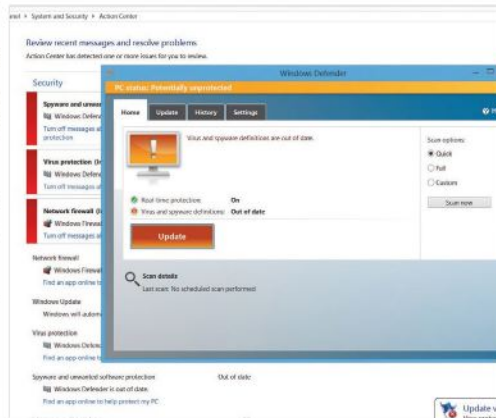 System and Security
Action Center
Review recent messages and resolve problems
Action Center has detected one or more issues for you to review.
Security
Spyware and unwan
Windows Defen
Turn off messages a
protection
Virus protection (I
Windows Defen
Turn off messages a
Network firewall (I
Windows Firewa
Turn off messages a
Network firewall
Windows Firewal
Find an app online t
Windows Update
Windows will autom
Virus protection
Windows Defend
Find an app online t
Spyware and unwanted software protection Out of date
Windows Defender is out of date.
Find an app online to help protect my PC
Windows Defender
PC status: Potentially unprotected
Home Update History Settings
Virus and spyware definitions are out of date.
Real-time protection: On
Virus and spyware definitions: Out of date
Update
Scan options:
Quick
Full
Custom
Scan now
Scan details
Last scan: No scheduled scan performed
Update